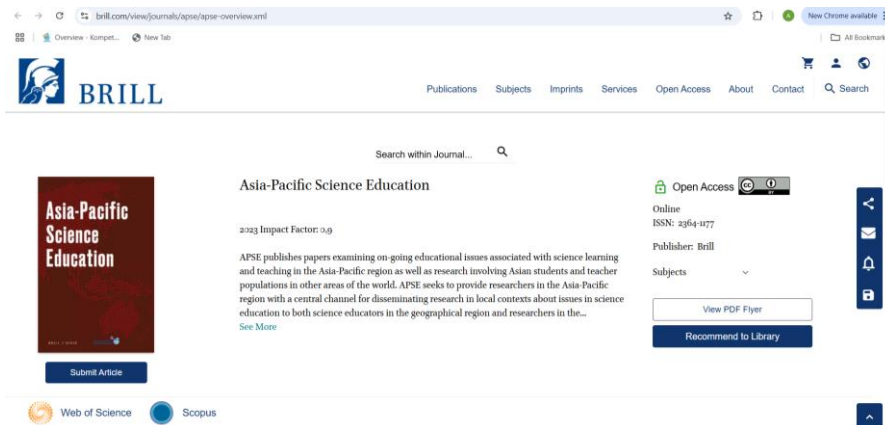 brill.com/view/journals/apse/apse-overview.xml
New Chrome available
Overview - Kompet...
New Tab
All Bookmark
BRILL
Publications Subjects Imprints Services Open Access About Contact Search
Search within Journal...
Asia-Pacific Science Education
Asia-Pacific
Science
Education
Submit Article
2023 Impact Factor: 0,9
APSE publishes papers examining on-going educational issues associated with science learning
and teaching in the Asia-Pacific region as well as research involving Asian students and teacher
populations in other areas of the world. APSE seeks to provide researchers in the Asia-Pacific
region with a central channel for disseminating research in local contexts about issues in science
education to both science educators in the geographical region and researchers in the...
See More
Open Access
cc
BY
Online
ISSN: 2364-1177
Publisher: Brill
Subjects
View PDF Flyer
Recommend to Library
Web of Science
Scopus